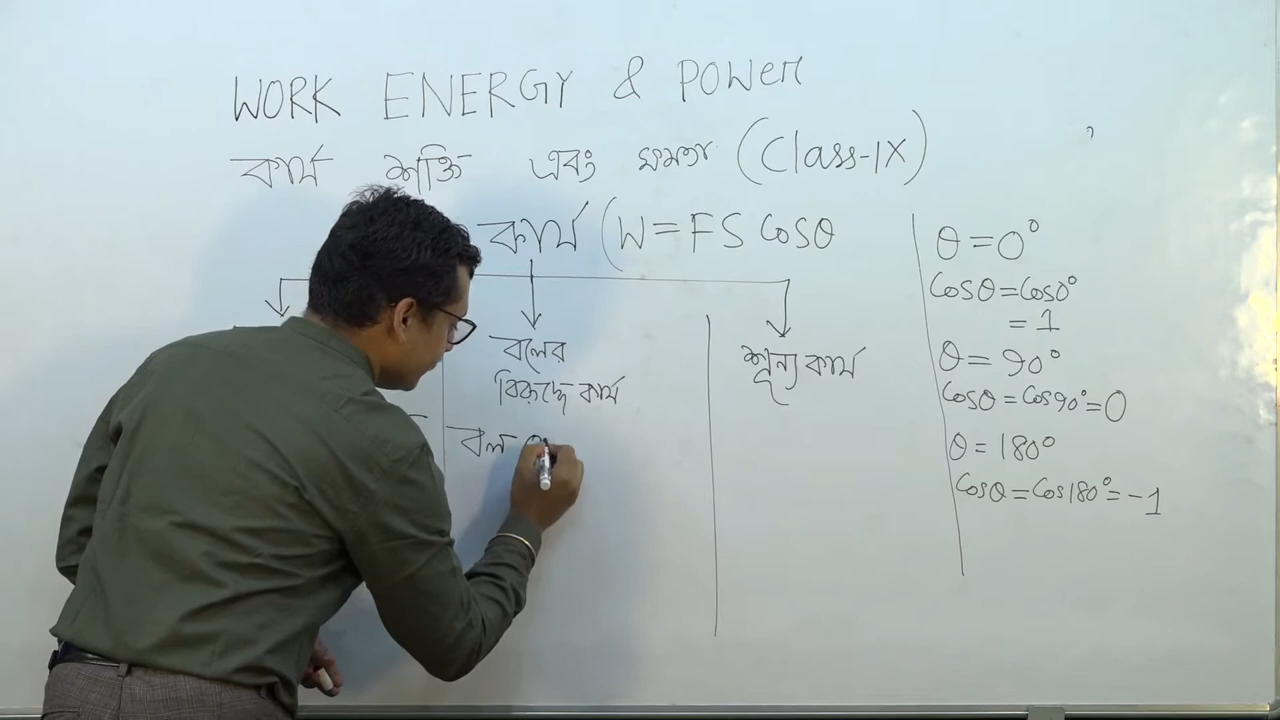 WORK ENERGY & POWER
কার্য শক্তি এবং ক্ষমতা (Class-IX)
কার্য (W = FS Cosθ
বলের
বিরুদ্ধে কার্য
বল
শূন্য কার্য
θ = 0°
Cosθ = Cos0°
= 1
θ = 90°
Cosθ = Cos90° = 0
θ = 180°
Cosθ = Cos180° = -1